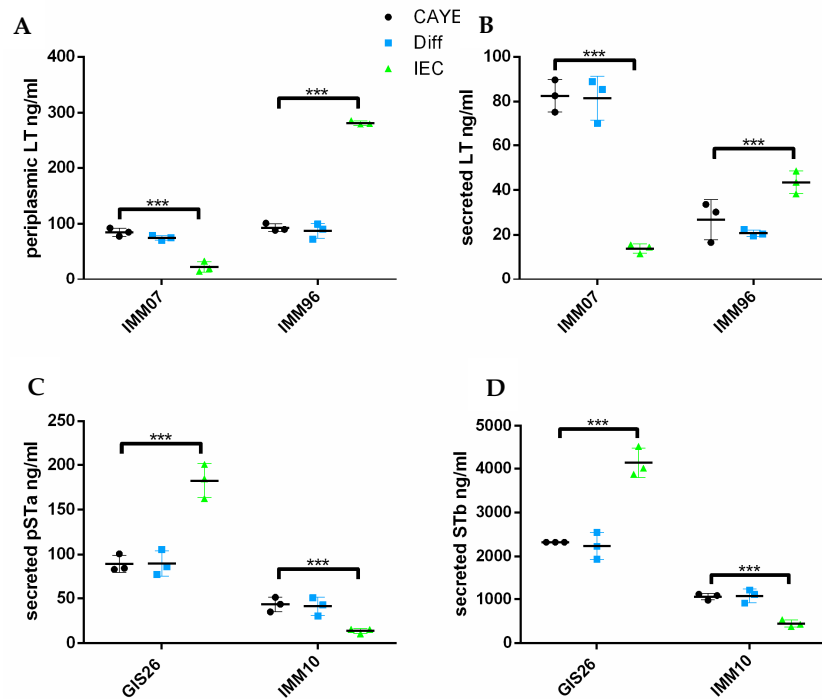 A
CAYE
Diff
IEC
B
periplasmic LT ng/ml
400
300
200
100
0
***
***
IMM07
IMM96
secreted LT ng/ml
100
80
60
40
20
0
***
***
IMM07
IMM96
C
D
secreted pSTa ng/ml
250
200
150
100
50
0
***
***
GIS26
IMM10
secreted STb ng/ml
5000
4000
3000
2000
1000
0
***
***
GIS26
IMM10